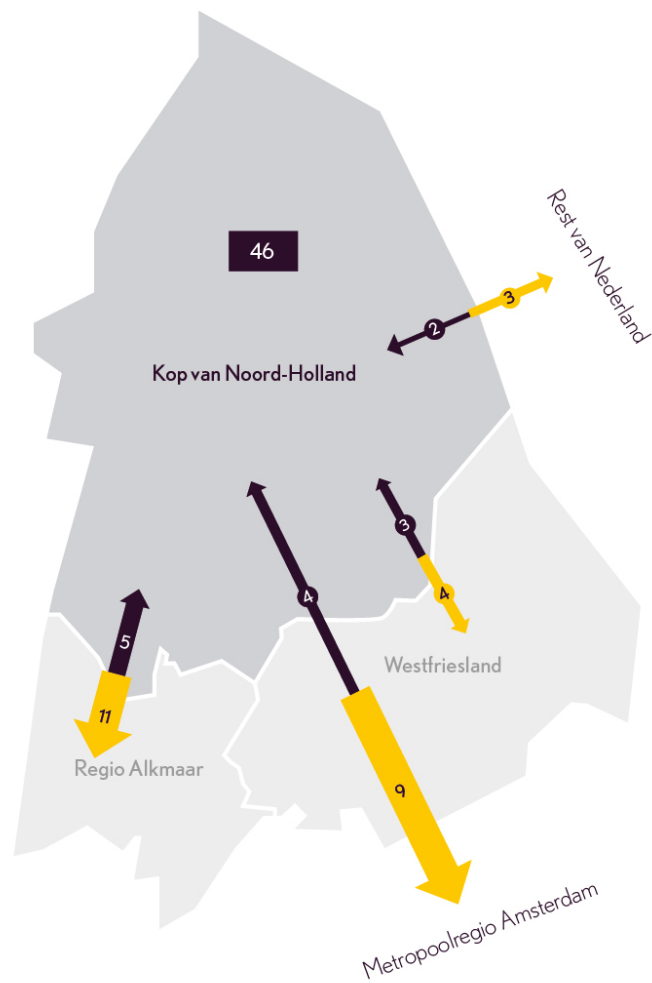 46
Rest van Nederland
3
2
Kop van Noord-Holland
3
4
4
5
Westfriesland
11
Regio Alkmaar
9
Metropoolregio Amsterdam